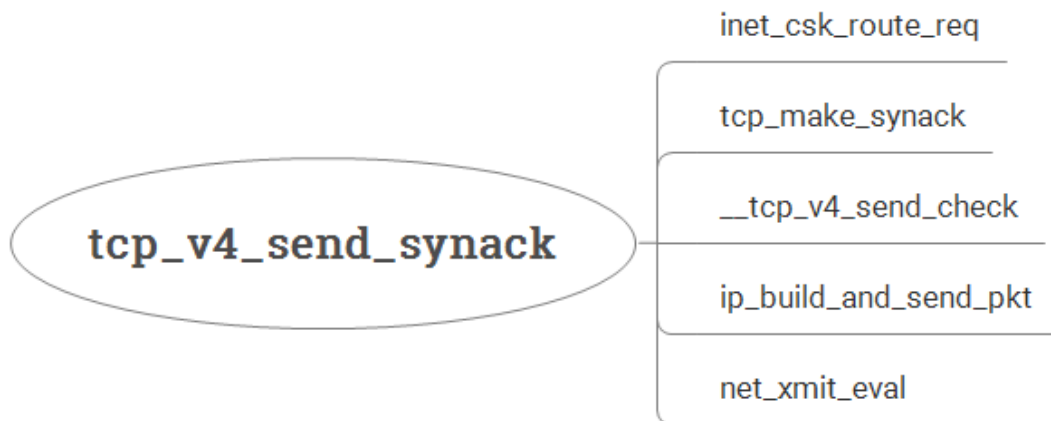 inet_csk_route_req
tcp_make_synack
__tcp_v4_send_check
tcp_v4_send_synack
ip_build_and_send_pkt
net_xmit_eval